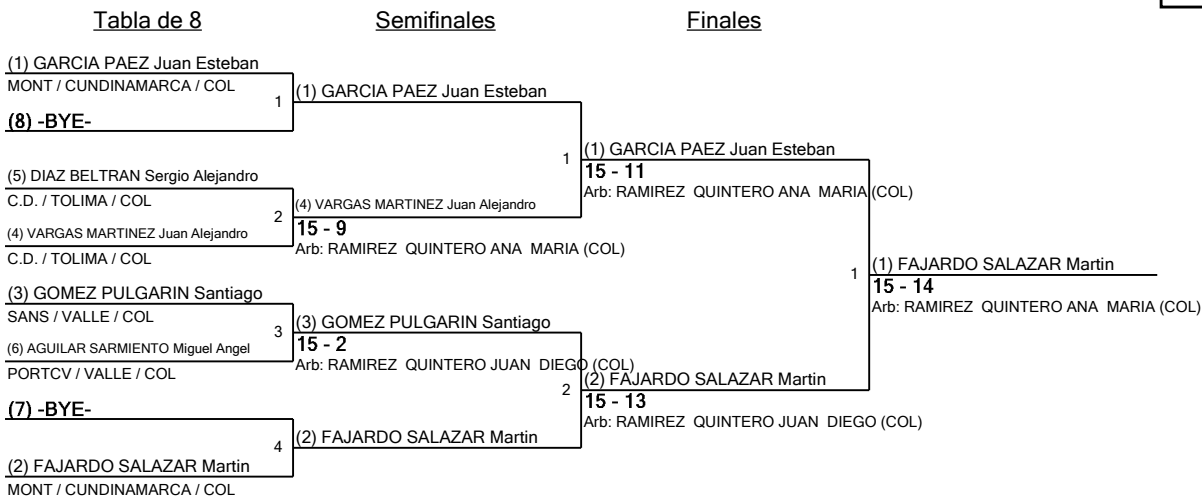 Tabla de 8
Semifinales
Finales
(1) GARCIA PAEZ Juan Esteban
MONT / CUNDINAMARCA / COL
1
(1) GARCIA PAEZ Juan Esteban
(8) -BYE-
1
(1) GARCIA PAEZ Juan Esteban
15 - 11
Arb: RAMIREZ QUINTERO ANA MARIA (COL)
(5) DIAZ BELTRAN Sergio Alejandro
C.D. / TOLIMA / COL
2
(4) VARGAS MARTINEZ Juan Alejandro
15 - 9
Arb: RAMIREZ QUINTERO ANA MARIA (COL)
(4) VARGAS MARTINEZ Juan Alejandro
C.D. / TOLIMA / COL
1
(1) FAJARDO SALAZAR Martin
15 - 14
Arb: RAMIREZ QUINTERO ANA MARIA (COL)
(3) GOMEZ PULGARIN Santiago
SANS / VALLE / COL
3
(3) GOMEZ PULGARIN Santiago
15 - 2
Arb: RAMIREZ QUINTERO JUAN DIEGO (COL)
(6) AGUILAR SARMIENTO Miguel Angel
PORTCV / VALLE / COL
2
(2) FAJARDO SALAZAR Martin
15 - 13
Arb: RAMIREZ QUINTERO JUAN DIEGO (COL)
(7) -BYE-
4
(2) FAJARDO SALAZAR Martin
(2) FAJARDO SALAZAR Martin
MONT / CUNDINAMARCA / COL